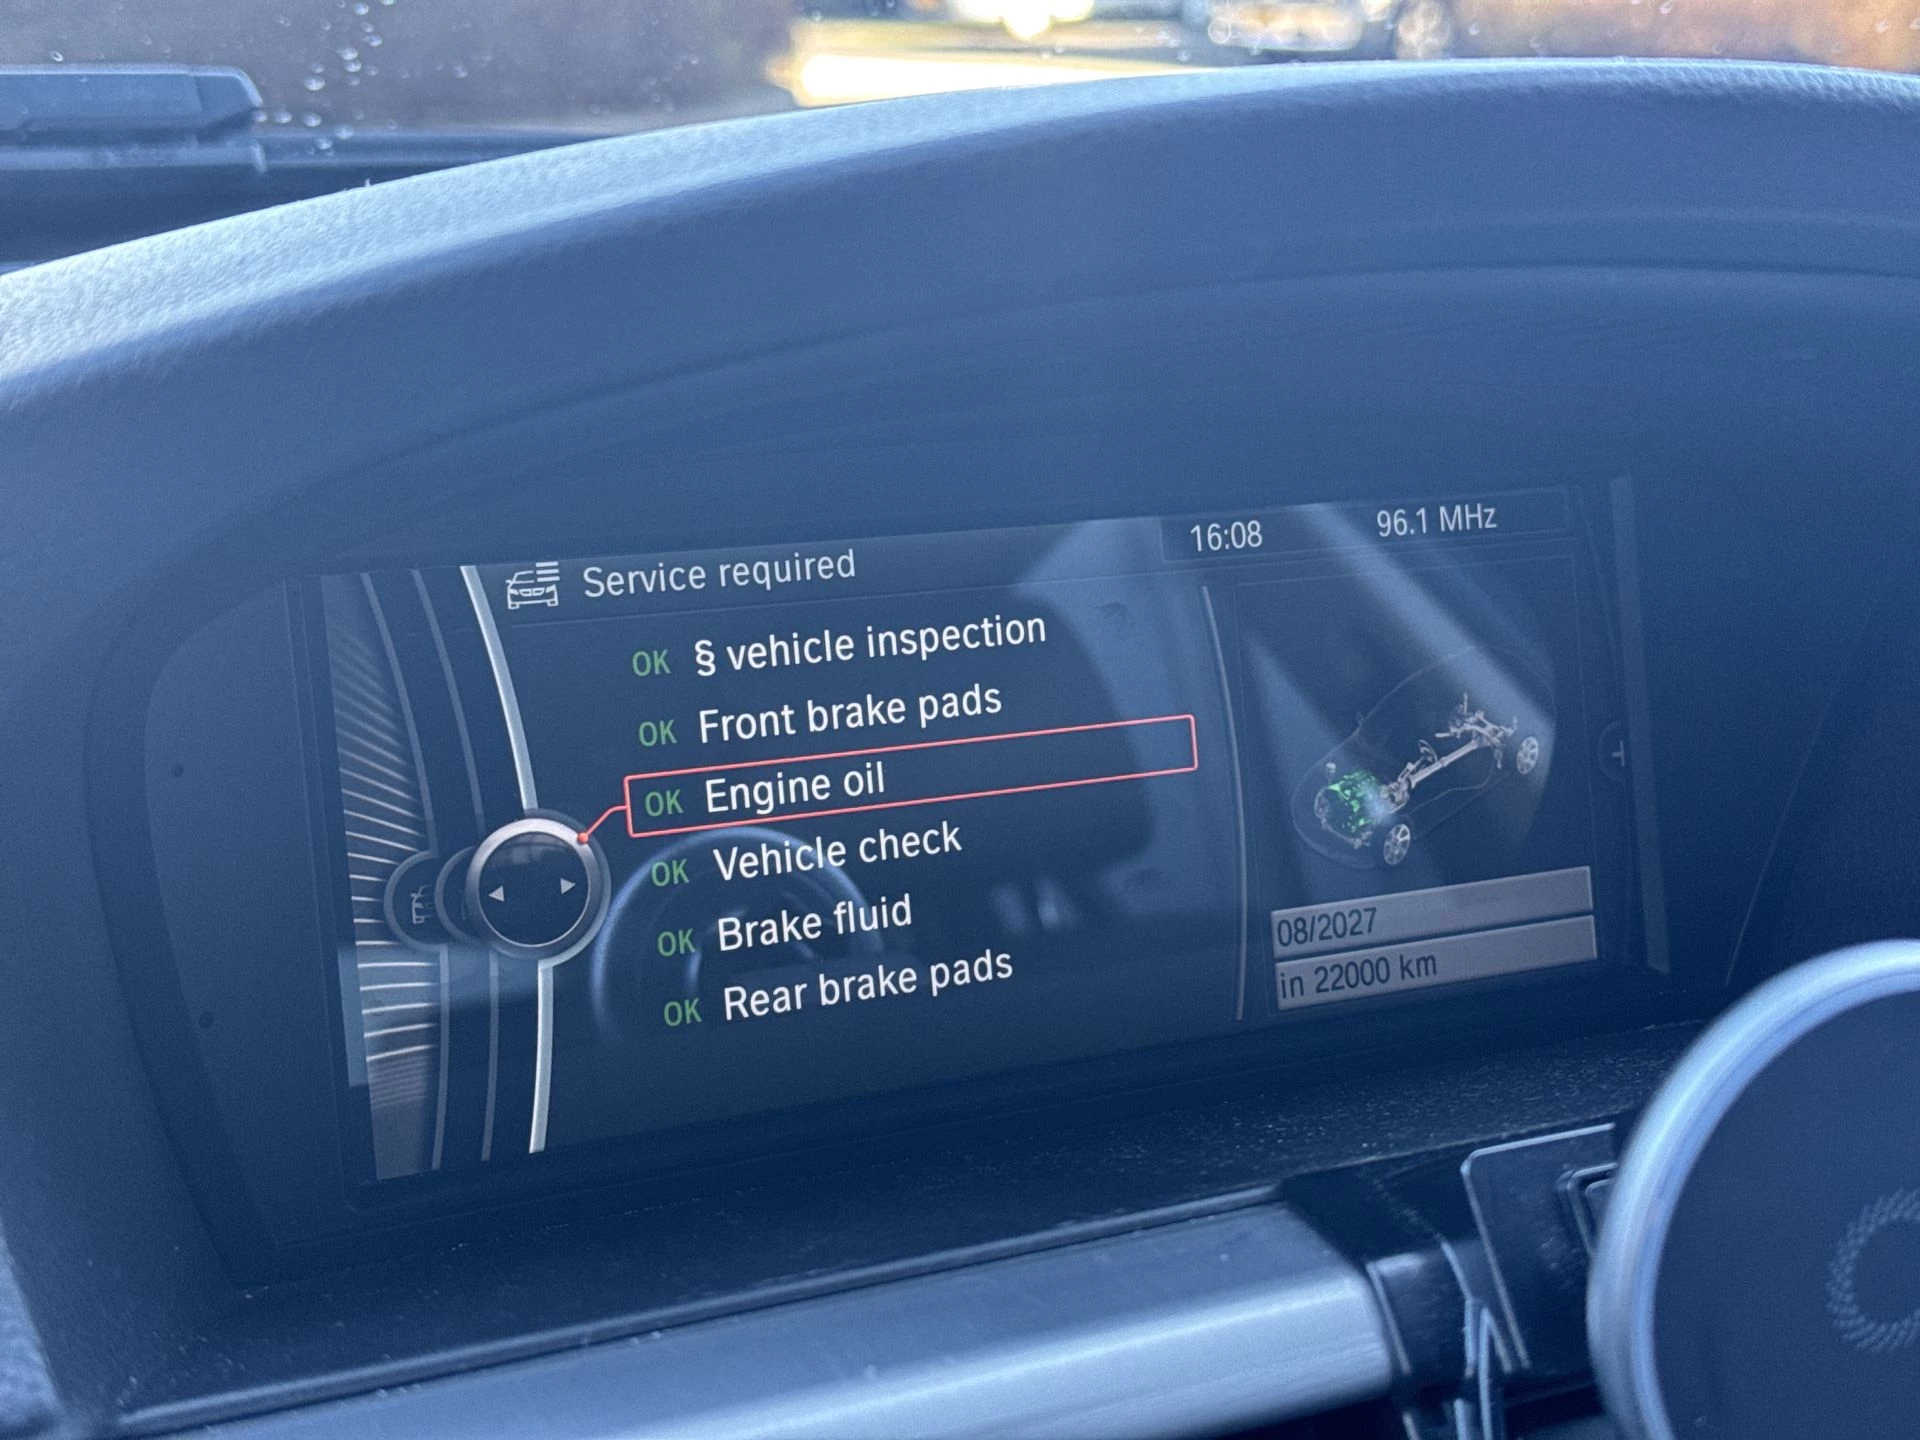 Service required
16:08
96.1 MHz
OK § vehicle inspection
OK Front brake pads
OK Engine oil
OK Vehicle check
OK Brake fluid
OK Rear brake pads
08/2027
in 22000 km